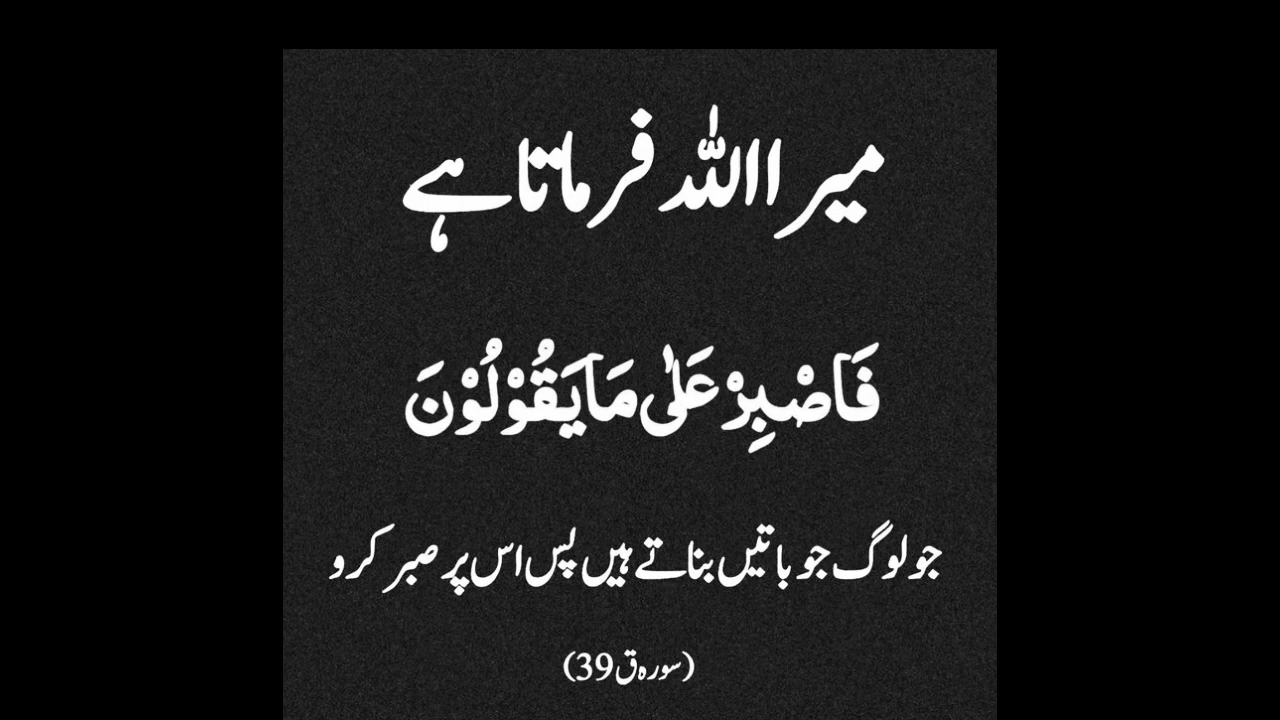 میرا اللہ فرماتا ہے
فَاصْبِرْ عَلٰى مَا يَقُوْلُوْنَ
جو لوگ جو باتیں بناتے ہیں پس اس پر صبر کرو
(سورہ ق 39)